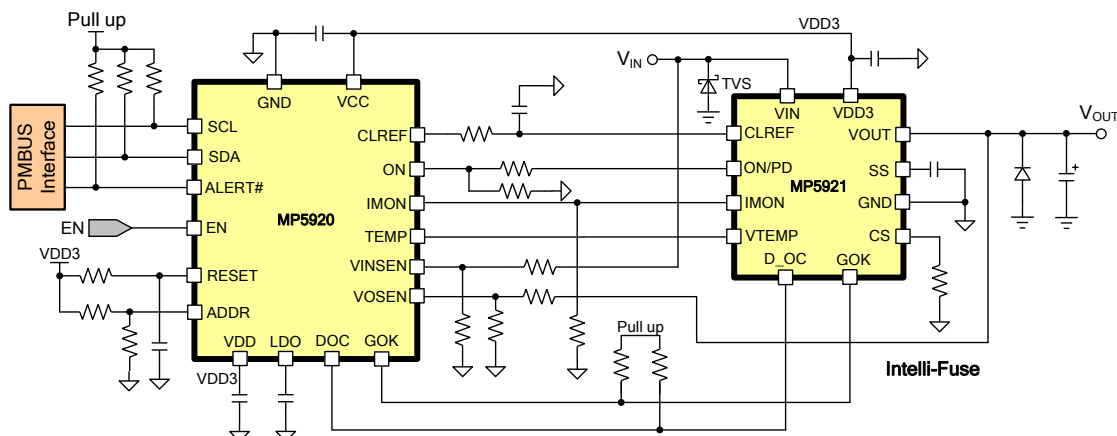 Pull up
VDD3
V_IN
TVS
GND
VCC
VIN
VDD3
V_OUT
PMBUS
Interface
SCL
CLREF
CLREF
VOUT
SDA
ON
ON/PD
SS
MP5921
ALERT#
IMON
IMON
GND
MP5920
EN
EN
TEMP
VTEMP
CS
VDD3
RESET
VINSEN
D_OC
GOK
ADDR
VOSEN
Pull up
VDD
LDO
DOC
GOK
Intelli-Fuse
VDD3
+